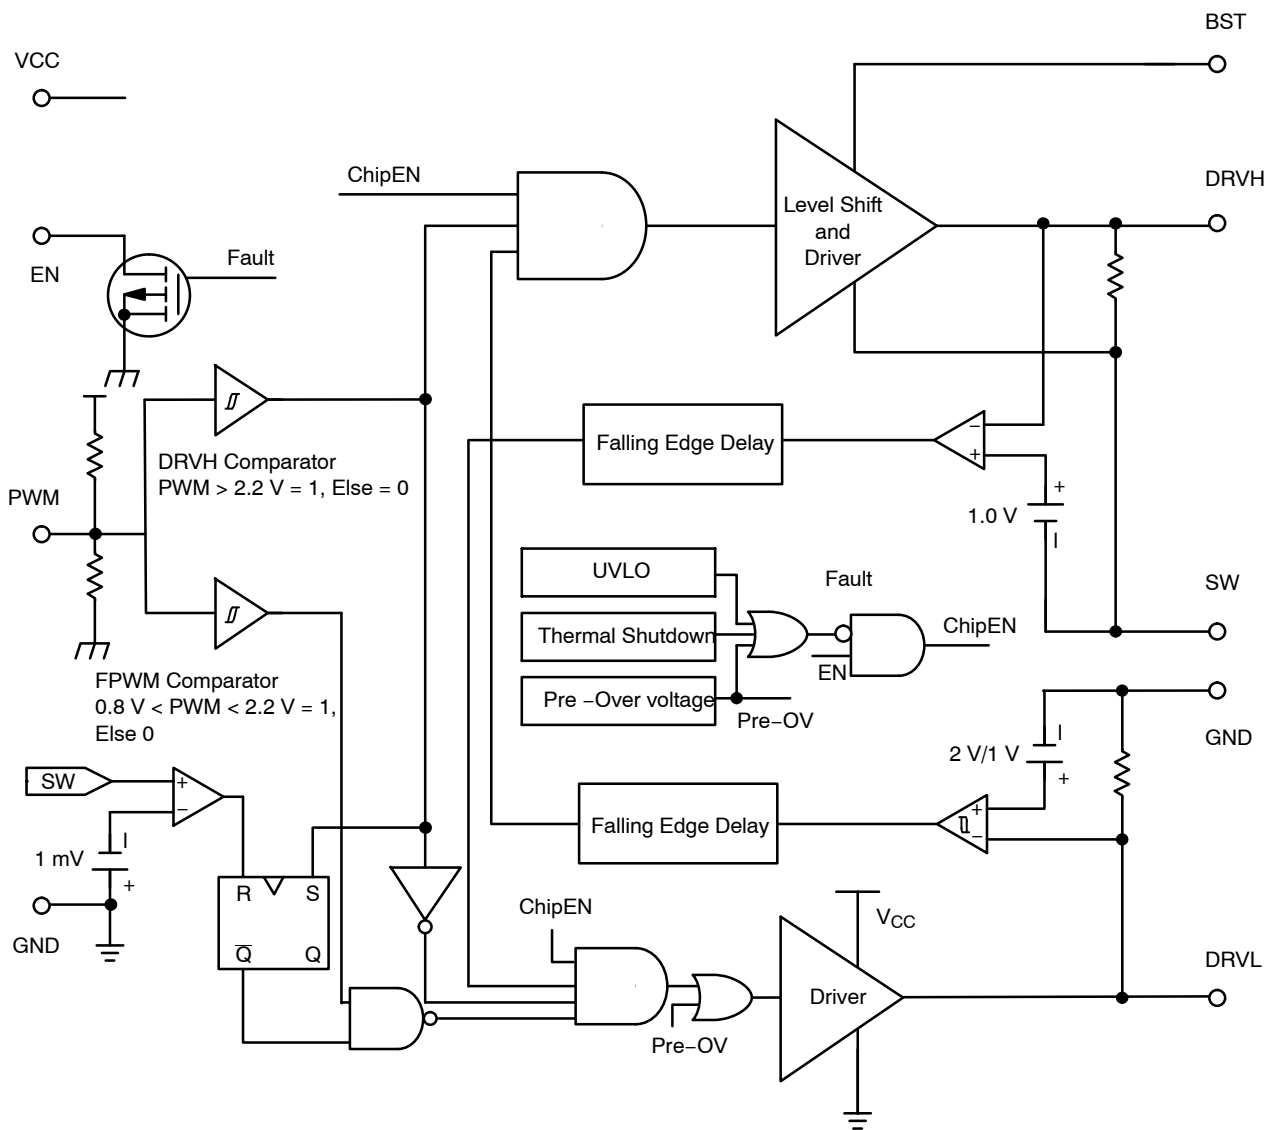 BST
VCC
DRVH
ChipEN
Level Shift
and
Driver
EN
Fault
Falling Edge Delay
−
+
DRVH Comparator
PWM > 2.2 V = 1, Else = 0
PWM
+
1.0 V
UVLO
Fault
SW
Thermal Shutdown
ChipEN
EN
FPWM Comparator
0.8 V < PWM < 2.2 V = 1,
Else 0
Pre −Over voltage
Pre−OV
GND
2 V/1 V
+
SW
+
−
Falling Edge Delay
+
−
1 mV
+
R
S
ChipEN
VCC
GND
Q
Q
DRVL
Driver
Pre−OV